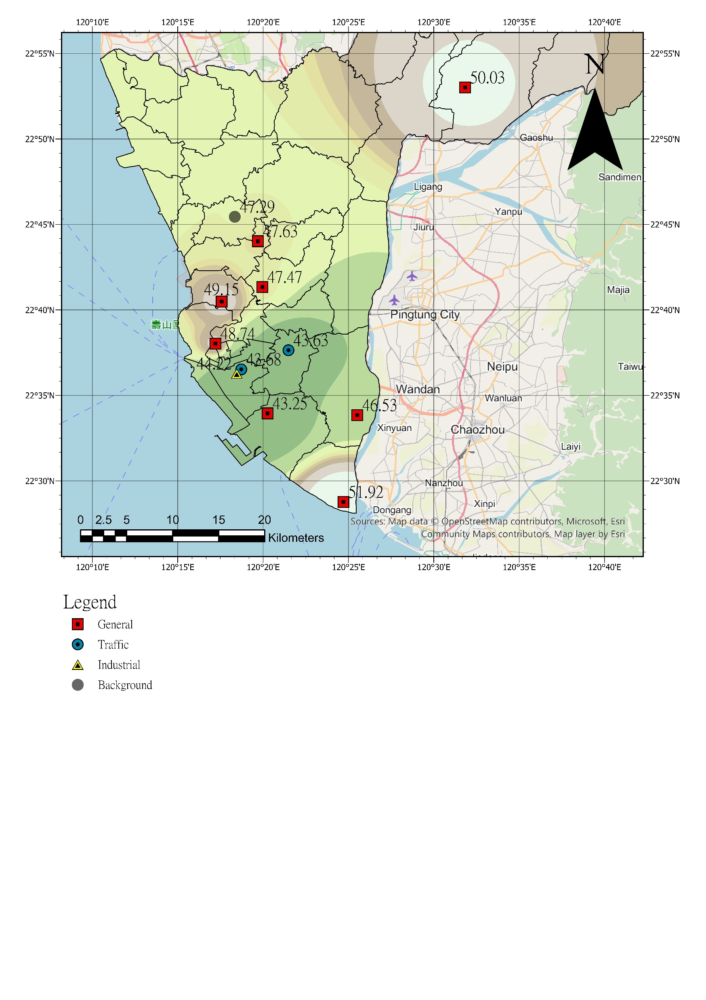 120°10'E 120°15'E 120°20'E 120°25'E 120°30'E 120°35'E 120°40'E
22°55'N 22°55'N
N
50.03
Gaoshu
22°50'N 22°50'N
Sandimen
Ligang
47.29
Yanpu
22°45'N 22°45'N
Jiuru
47.63
47.47
49.15
Majia
22°40'N 22°40'N
Pingtung City
壽山
48.74
43.63
44.22 43.68
Neipu
Taiwu
Wandan
22°35'N 22°35'N
Wanluan
43.25 46.53
Xinyuan
Chaozhou
Laiyi
22°30'N 22°30'N
Nanzhou
51.92
Xinpi
Dongang
0 2.5 5 10 15 20
Kilometers
Sources: Map data © OpenStreetMap contributors, Microsoft, Esri
Community Maps contributors, Map layer by Esri
120°10'E 120°15'E 120°20'E 120°25'E 120°30'E 120°35'E 120°40'E
Legend
General
Traffic
Industrial
Background